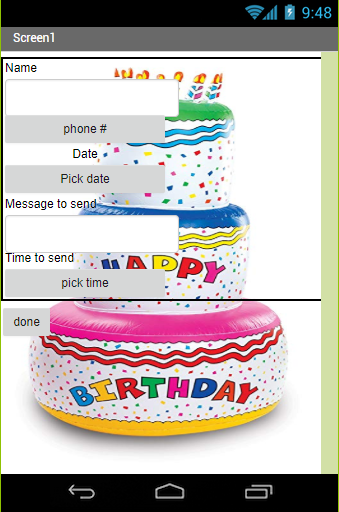 9:48
Screen1
Name
phone #
Date
Pick date
Message to send
Time to send
HAPPY
pick time
done
BIRTHDAY